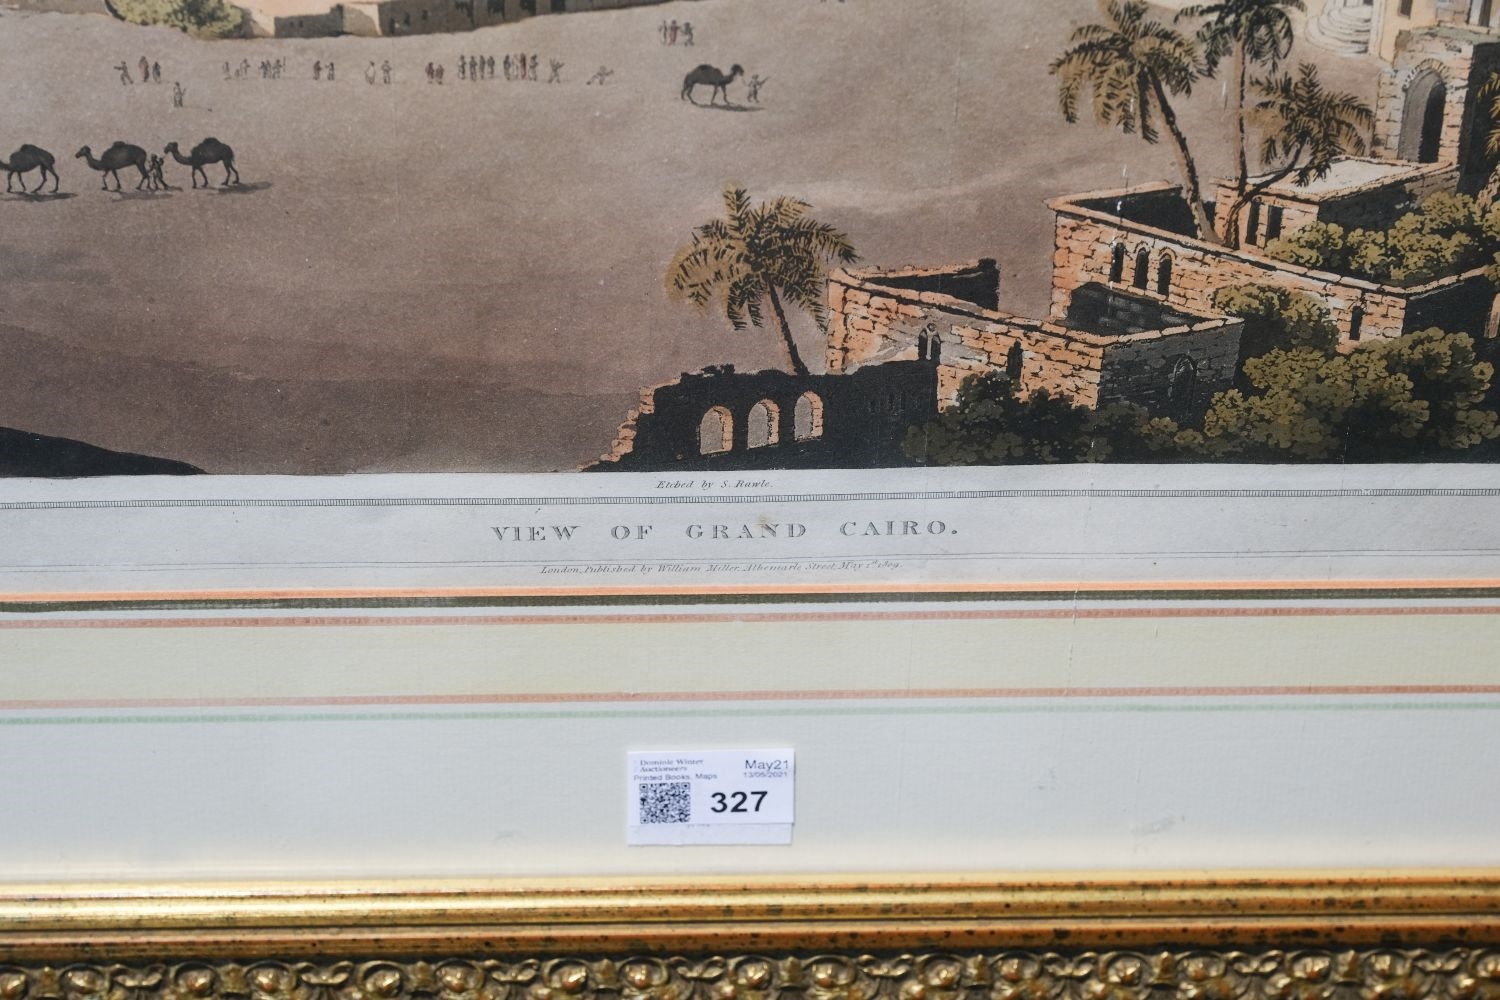 Etched by S. Rawle.
VIEW OF GRAND CAIRO.
London, Published by William Miller, Albemarle Street, May 1st 1809.
Dominic Winter
Auctioneers
May21
Printed Books, Maps
13/05/2021
327